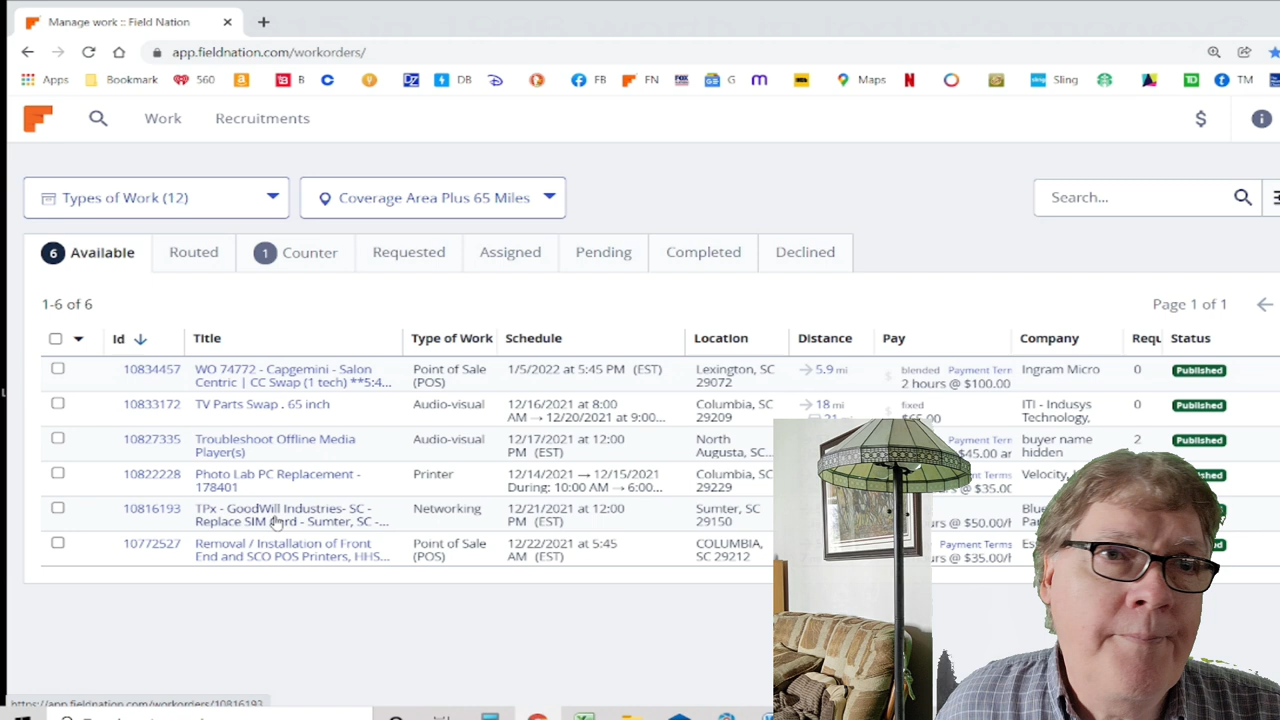 Manage work :: Field Nation
app.fieldnation.com/workorders/
Apps Bookmark 560 B DB FB FN G Maps Sling TM
Work Recruitments
Types of Work (12) Coverage Area Plus 65 Miles Search...
6 Available Routed 1 Counter Requested Assigned Pending Completed Declined
1-6 of 6 Page 1 of 1
Id Title Type of Work Schedule Location Distance Pay Company Requ Status
10834457 WO 74772 - Capgemini - Salon Point of Sale 1/5/2022 at 5:45 PM (EST) Lexington, SC 5.9 mi blended Payment Term Ingram Micro 0 Published
Centric | CC Swap (1 tech) **5:4... (POS) 29072 2 hours @ $100.00
10833172 TV Parts Swap . 65 inch Audio-visual 12/16/2021 at 8:00 Columbia, SC 18 mi fixed ITI - Indusys 0 Published
AM → 12/20/2021 at 9:00... 29209 $65.00 Technology,
10827335 Troubleshoot Offline Media Audio-visual 12/17/2021 at 12:00 North Payment Tern buyer name 2 Published
Player(s) PM (EST) Augusta, SC... $45.00 ar hidden
10822228 Photo Lab PC Replacement - Printer 12/14/2021 → 12/15/2021 Columbia, SC Terms Velocity,
178401 During: 10:00 AM → 6:00... 29229 $35.00
10816193 TPx - GoodWill Industries- SC - Networking 12/21/2021 at 12:00 Sumter, SC Terms Blue
Replace SIM - Sumter, SC -... PM (EST) 29150 ours @ $50.00/
10772527 Removal / Installation of Front Point of Sale 12/22/2021 at 5:45 COLUMBIA, Payment Terms
End and SCO POS Printers, HHS... (POS) AM (EST) SC 29212 ours @ $35.00/
https://app.fieldnation.com/workorders/10816193